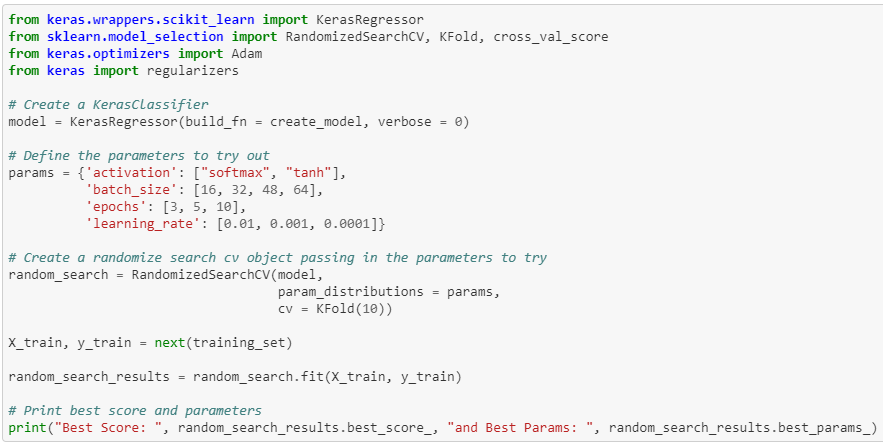 from keras.wrappers.scikit_learn import KerasRegressor
from sklearn.model_selection import RandomizedSearchCV, KFold, cross_val_score
from keras.optimizers import Adam
from keras import regularizers

# Create a KerasClassifier
model = KerasRegressor(build_fn = create_model, verbose = 0)

# Define the parameters to try out
params = {'activation': ["softmax", "tanh"],
          'batch_size': [16, 32, 48, 64],
          'epochs': [3, 5, 10],
          'learning_rate': [0.01, 0.001, 0.0001]}

# Create a randomize search cv object passing in the parameters to try
random_search = RandomizedSearchCV(model,
                                   param_distributions = params,
                                   cv = KFold(10))

X_train, y_train = next(training_set)

random_search_results = random_search.fit(X_train, y_train)

# Print best score and parameters
print("Best Score: ", random_search_results.best_score_, "and Best Params: ", random_search_results.best_params_)